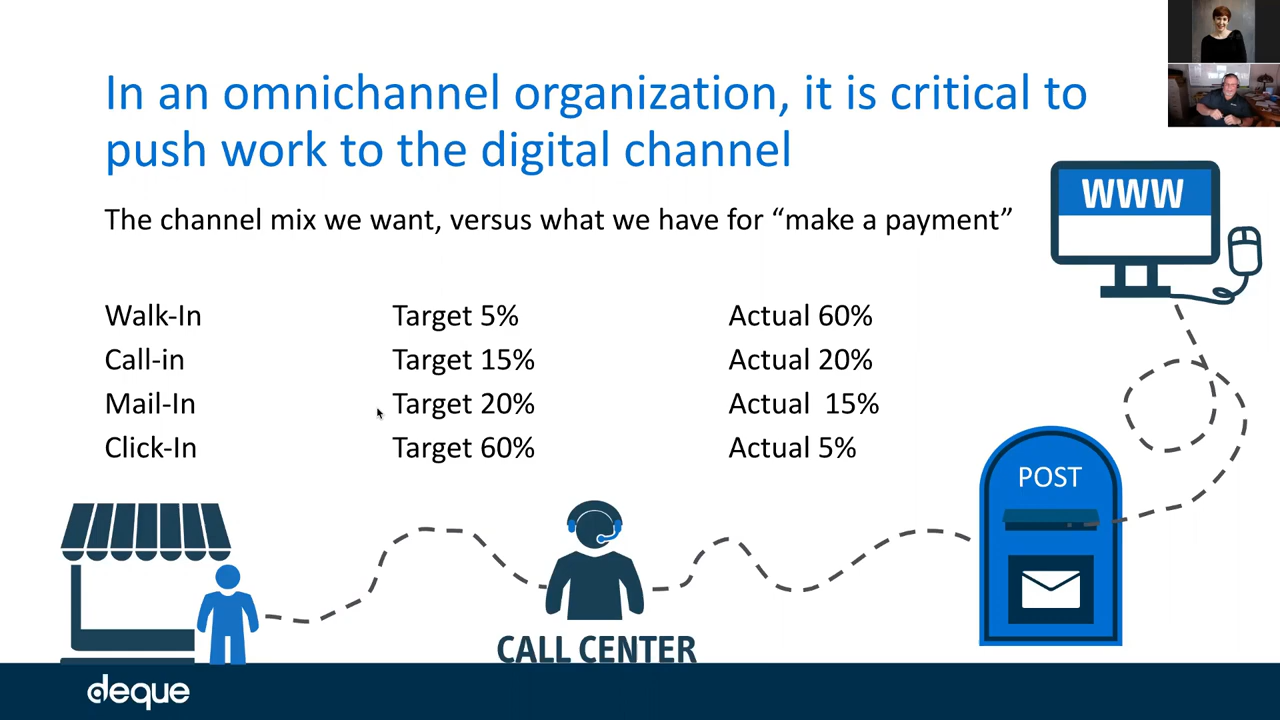 In an omnichannel organization, it is critical to
push work to the digital channel
The channel mix we want, versus what we have for “make a payment”
WWW
Walk-In Target 5% Actual 60%
Call-in Target 15% Actual 20%
Mail-In Target 20% Actual 15%
Click-In Target 60% Actual 5%
POST
CALL CENTER
deque